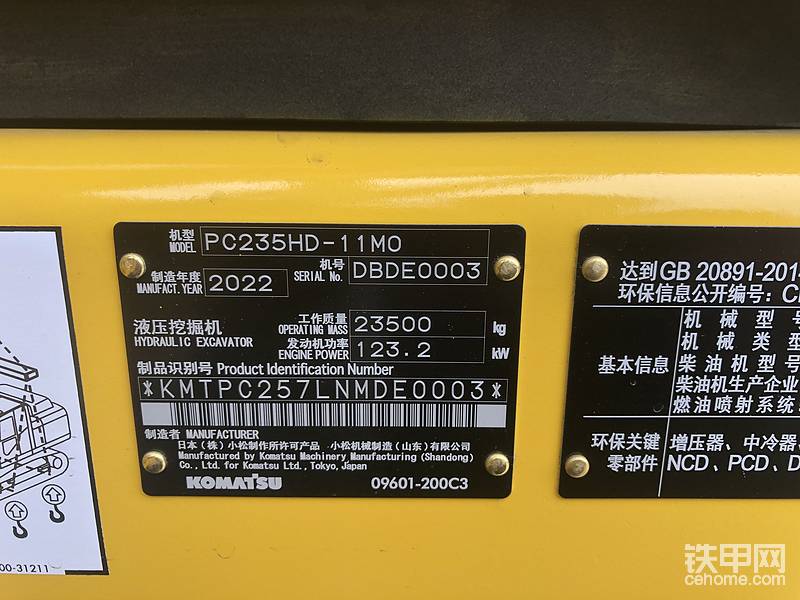 机型
MODEL PC235HD-11M0
机号
SERIAL No. DBDE0003
制造年度
MANUFACT. YEAR 2022
液压挖掘机
HYDRAULIC EXCAVATOR
工作质量
OPERATING MASS 23500 kg
发动机功率
ENGINE POWER 123.2 kW
制品识别号 Product Identification Number
*KMTPC257LNMDE0003*
制造者 MANUFACTURER
日本(株)小松制作所许可产品 小松机械制造(山东)有限公司
Manufactured by Komatsu Machinery Manufacturing (Shandong)
Co., Ltd. for Komatsu Ltd., Tokyo, Japan
KOMATSU 09601-200C3
达到GB 20891-201
环保信息公开编号:C
基本信息
机械型号
机械类型
柴油机型号
柴油机生产企业
燃油喷射系统
环保关键
零部件
增压器、中冷器
NCD、PCD、D
00-31211
铁甲网
cehome.com